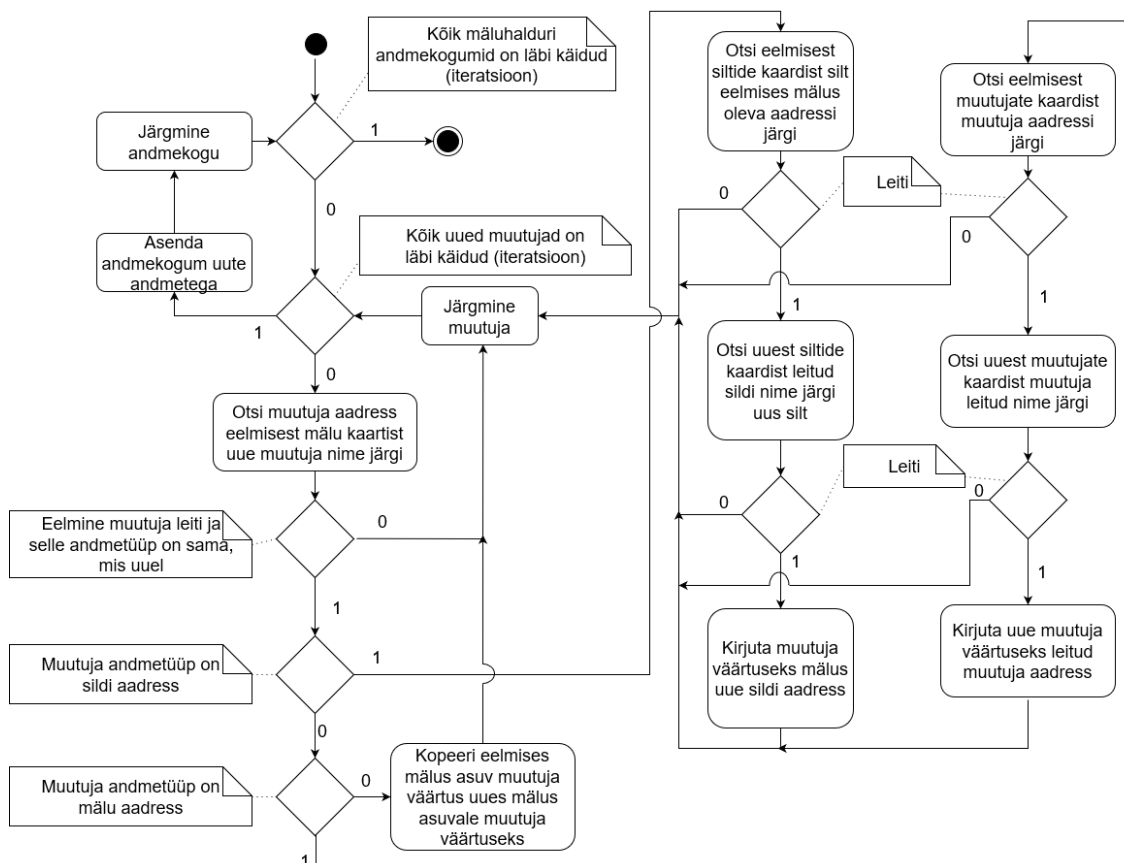 Kõik mäluhalduri
andmekogumid on läbi käidud
(iteratsioon)
Järgmine
andmekogu
1
0
Asenda
andmekogum uute
andmetega
Kõik uued muutujad on
läbi käidud (iteratsioon)
1
Järgmine
muutuja
0
Otsi muutuja aadress
eelmisest mälu kaartist
uue muutuja nime järgi
Eelmine muutuja leiti ja
selle andmetüüp on sama,
mis uuel
0
1
Muutuja andmetüüp on
sildi aadress
1
0
Muutuja andmetüüp on
mälu aadress
0
1
Kopeeri eelmises
mälus asuv muutuja
väärtus uues mälus
asuvale muutuja
väärtuseks
Otsi eelmisest
siltide kaardist silt
eelmises mälus
oleva aadressi
järgi
0
Leiti
1
Otsi uuest siltide
kaardist leitud
sildi nime järgi
uus silt
0
Leiti
1
Kirjuta muutuja
väärtuseks mälus
uue sildi aadress
Otsi eelmisest
muutujate kaardist
muutuja aadressi
järgi
0
1
Otsi uuest muutujate
kaardist muutuja
leitud nime järgi
0
1
Kirjuta uue muutuja
väärtuseks leitud
muutuja aadress